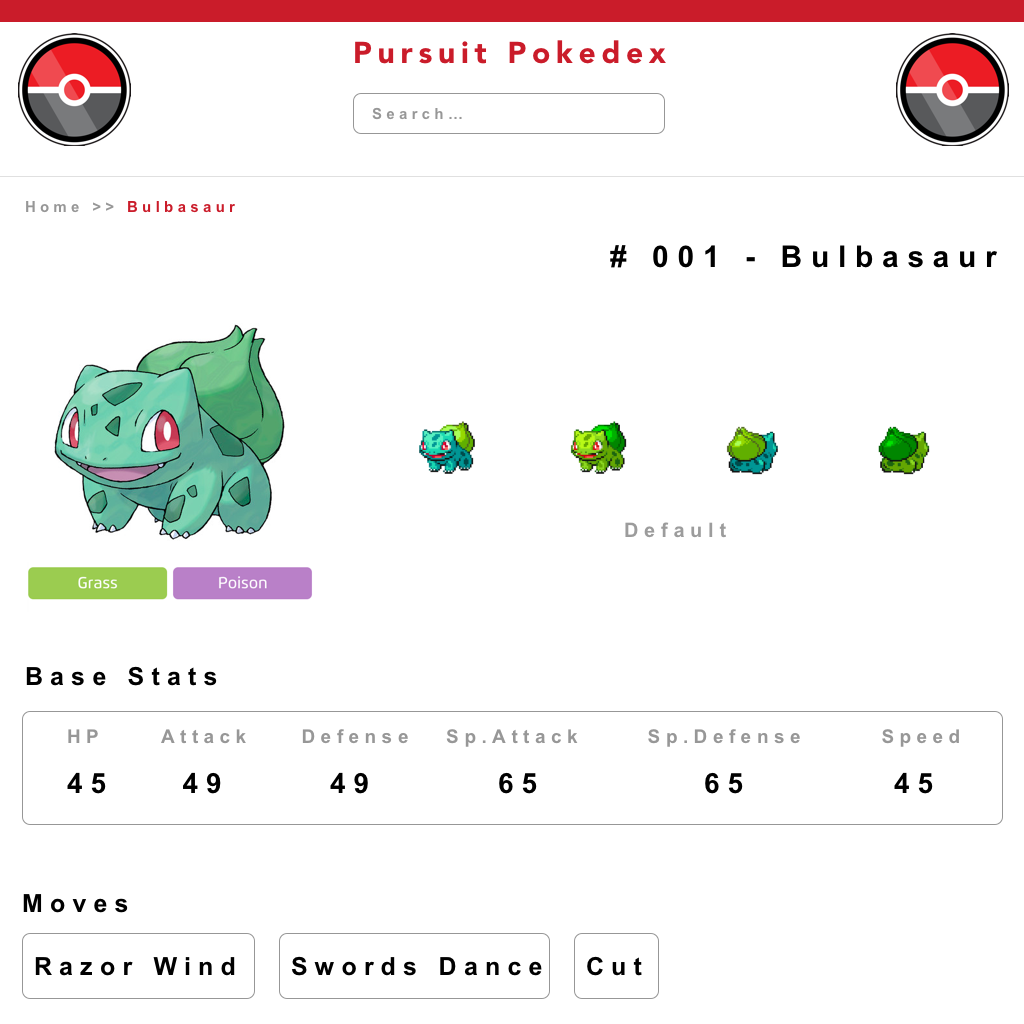 Pursuit Pokedex
Search...
Home >> Bulbasaur
# 001 - Bulbasaur
Default
Grass Poison
Base Stats
HP Attack Defense Sp.Attack Sp.Defense Speed
45 49 49 65 65 45
Moves
Razor Wind Swords Dance Cut